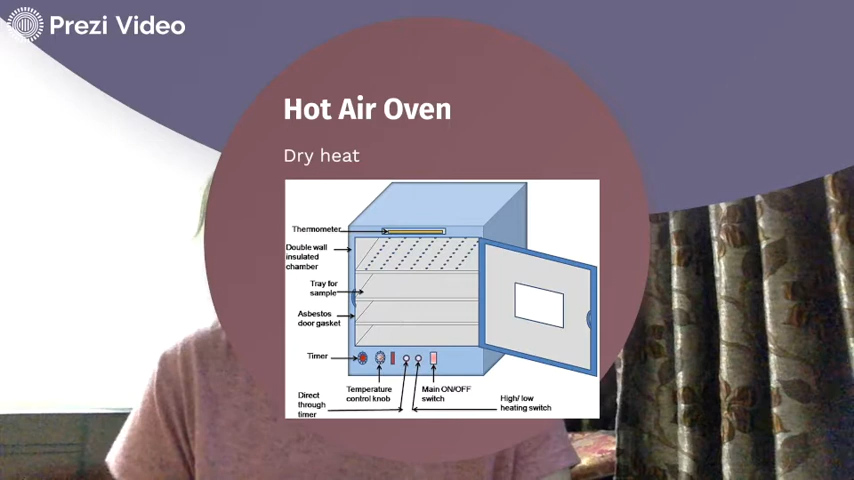 Prezi Video
Hot Air Oven
Dry heat
Thermometer
Double wall
insulated
chamber
Tray for
sample
Asbestos
door gasket
Timer
Temperature
control knob
Main ON/OFF
switch
Direct
through
timer
High/ low
heating switch